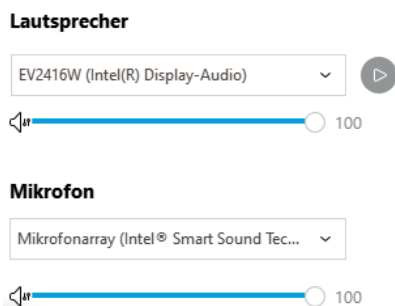 Lautsprecher
EV2416W (Intel(R) Display-Audio)
100
Mikrofon
Mikrofonarray (Intel® Smart Sound Tec...
100